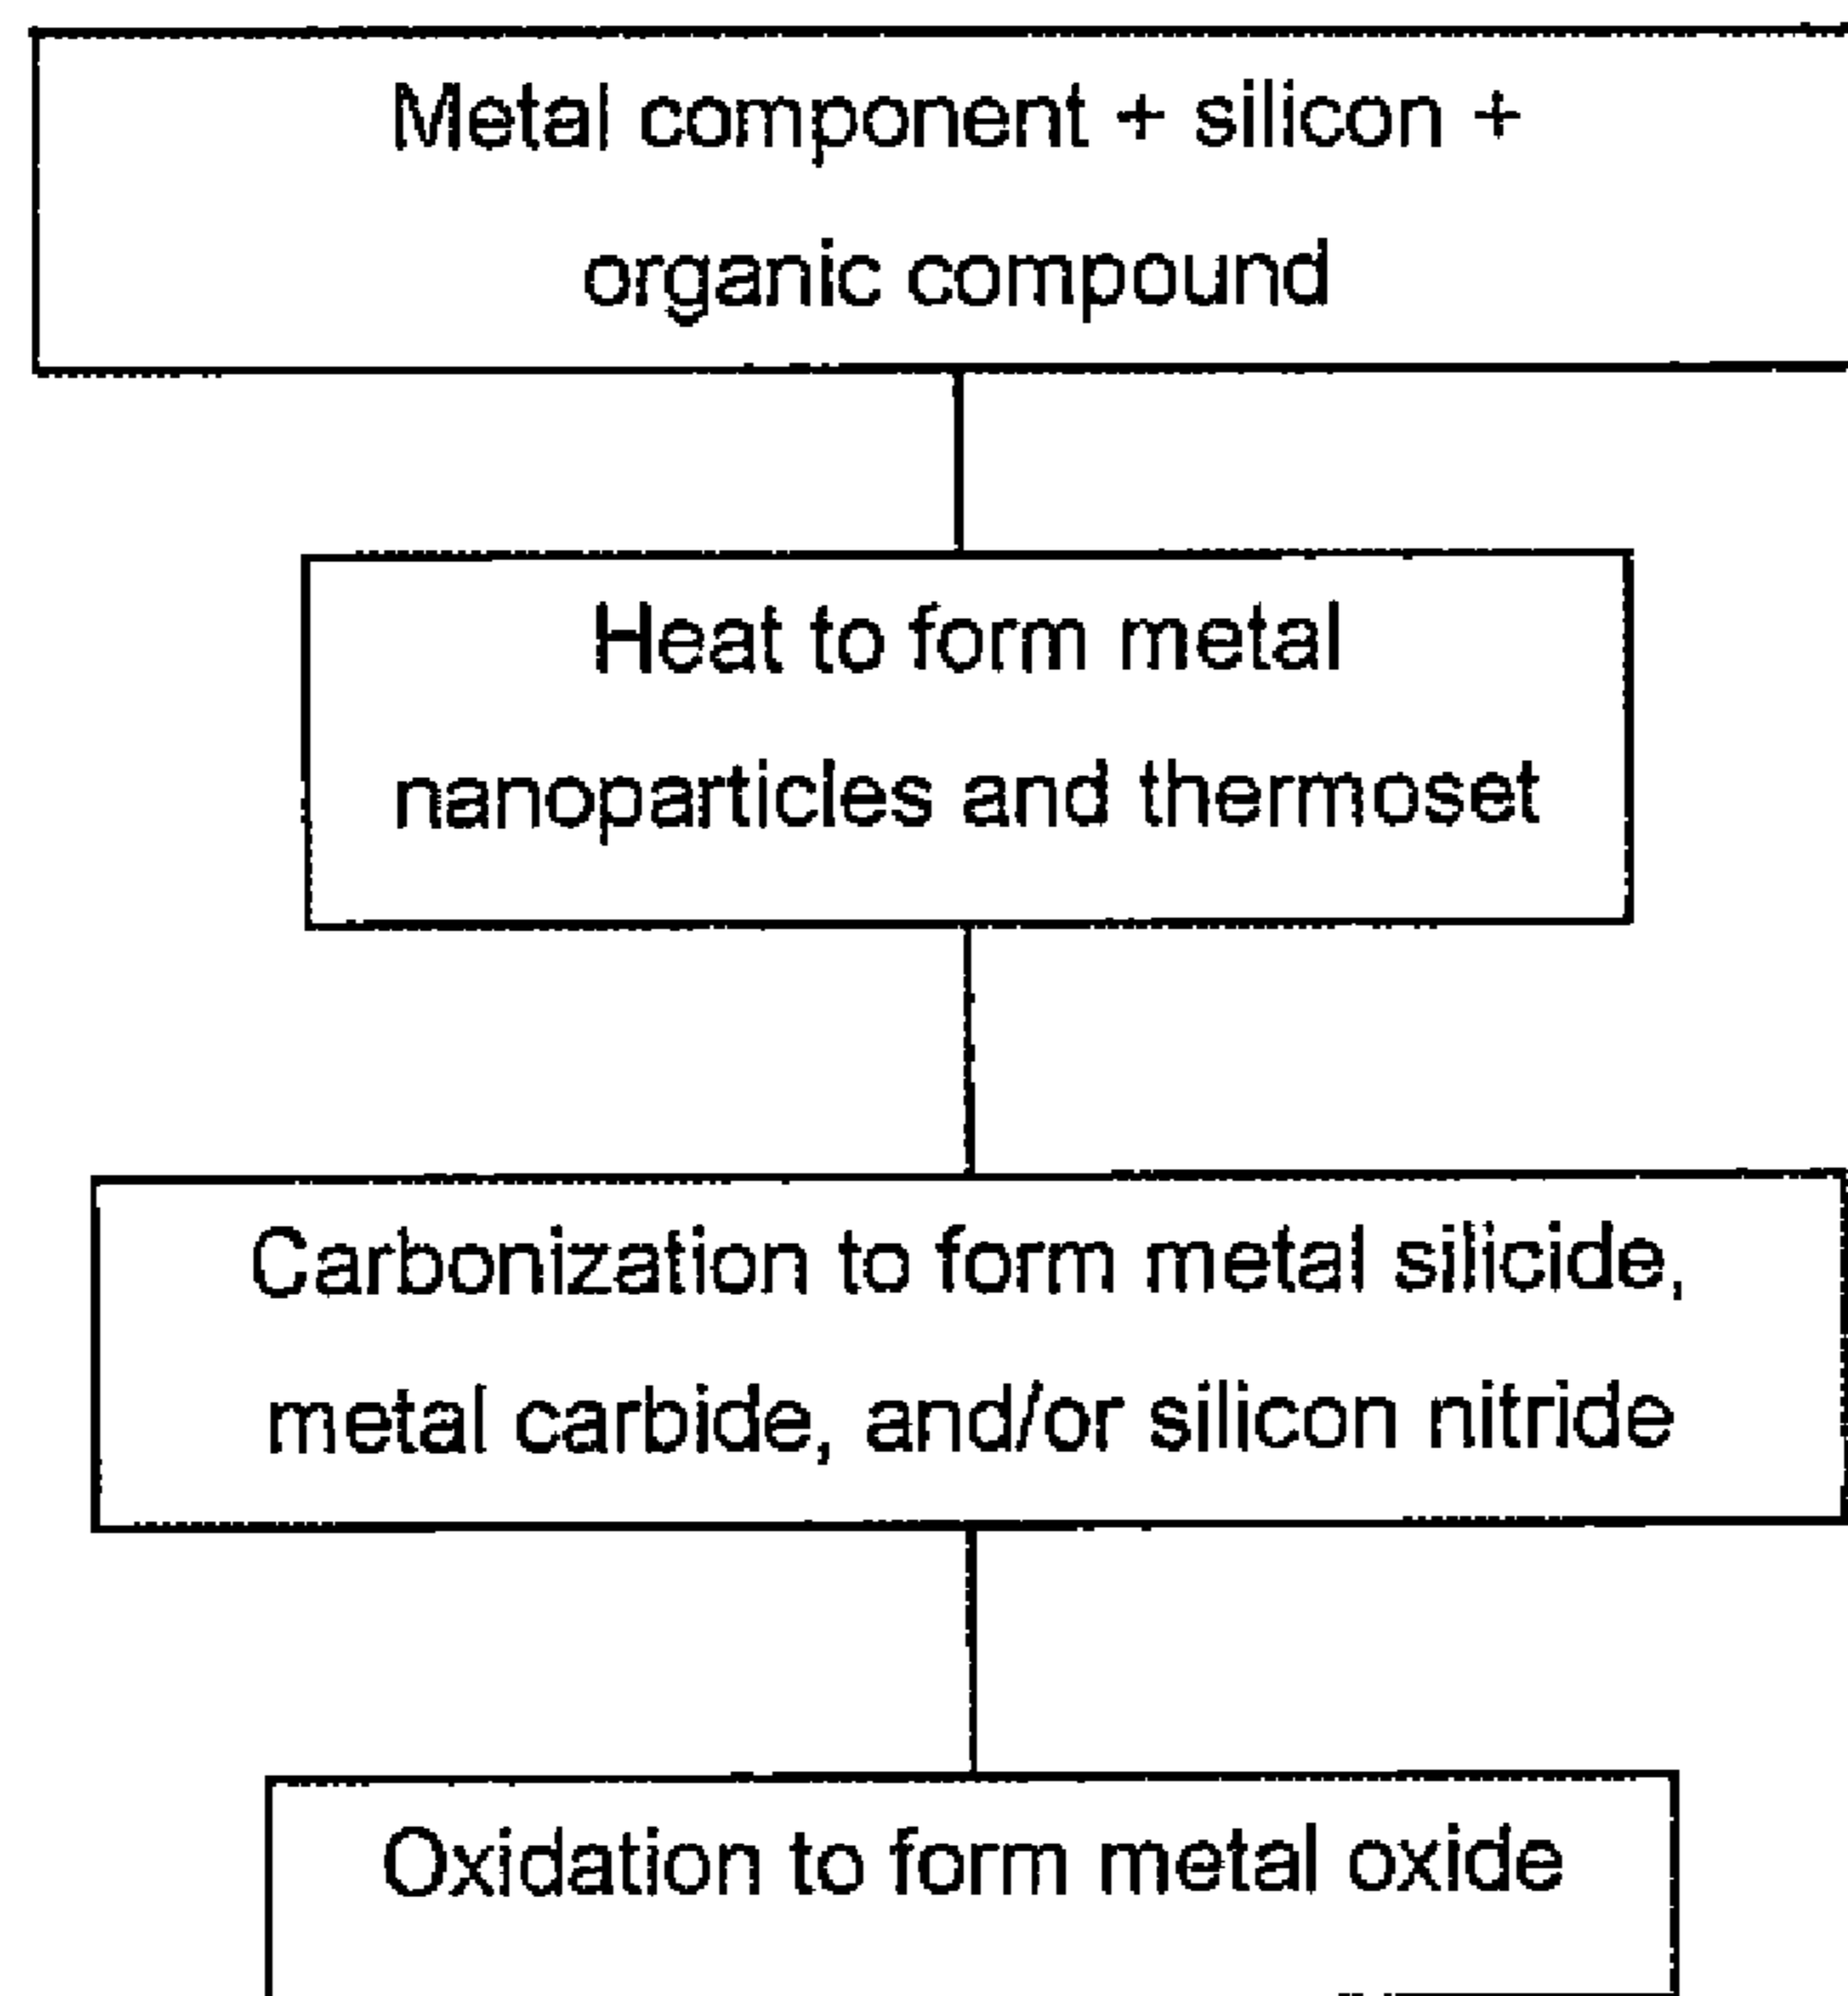 Metal component + silicon +
organic compound
Heat to form metal
nanoparticles and thermoset
Carbonization to form metal silicide,
metal carbide, and/or silicon nitride
Oxidation to form metal oxide